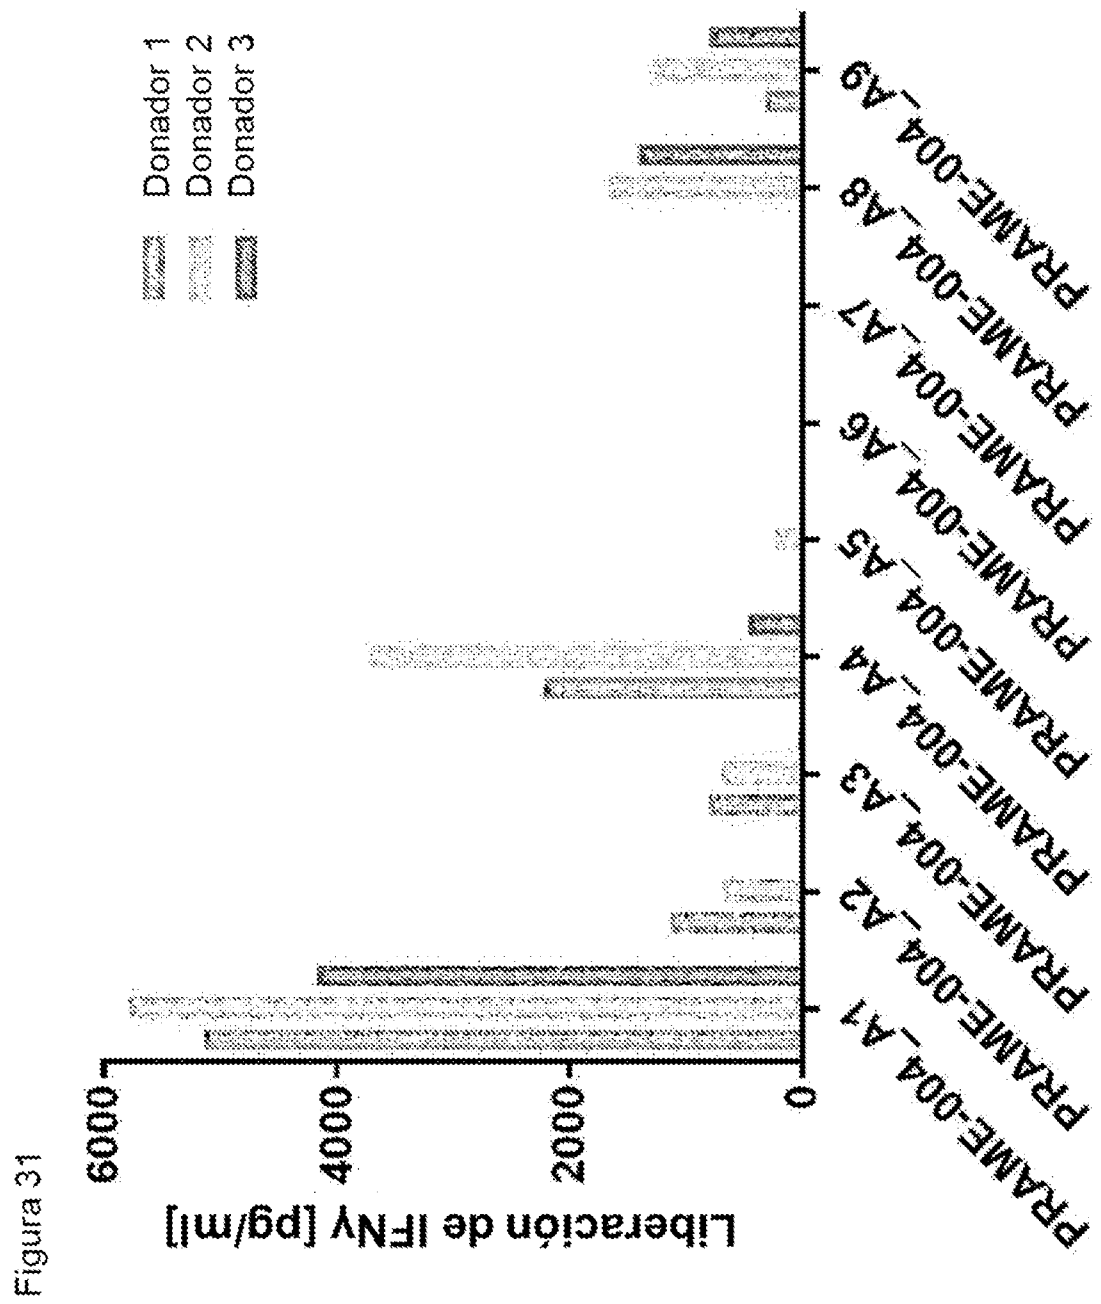 Figura 31
Donador 1
Donador 2
Donador 3
Liberación de IFNγ [pg/ml]
6000
4000
2000
0
PRAME-004_A1
PRAME-004_A2
PRAME-004_A3
PRAME-004_A4
PRAME-004_A5
PRAME-004_A6
PRAME-004_A7
PRAME-004_A8
PRAME-004_A9